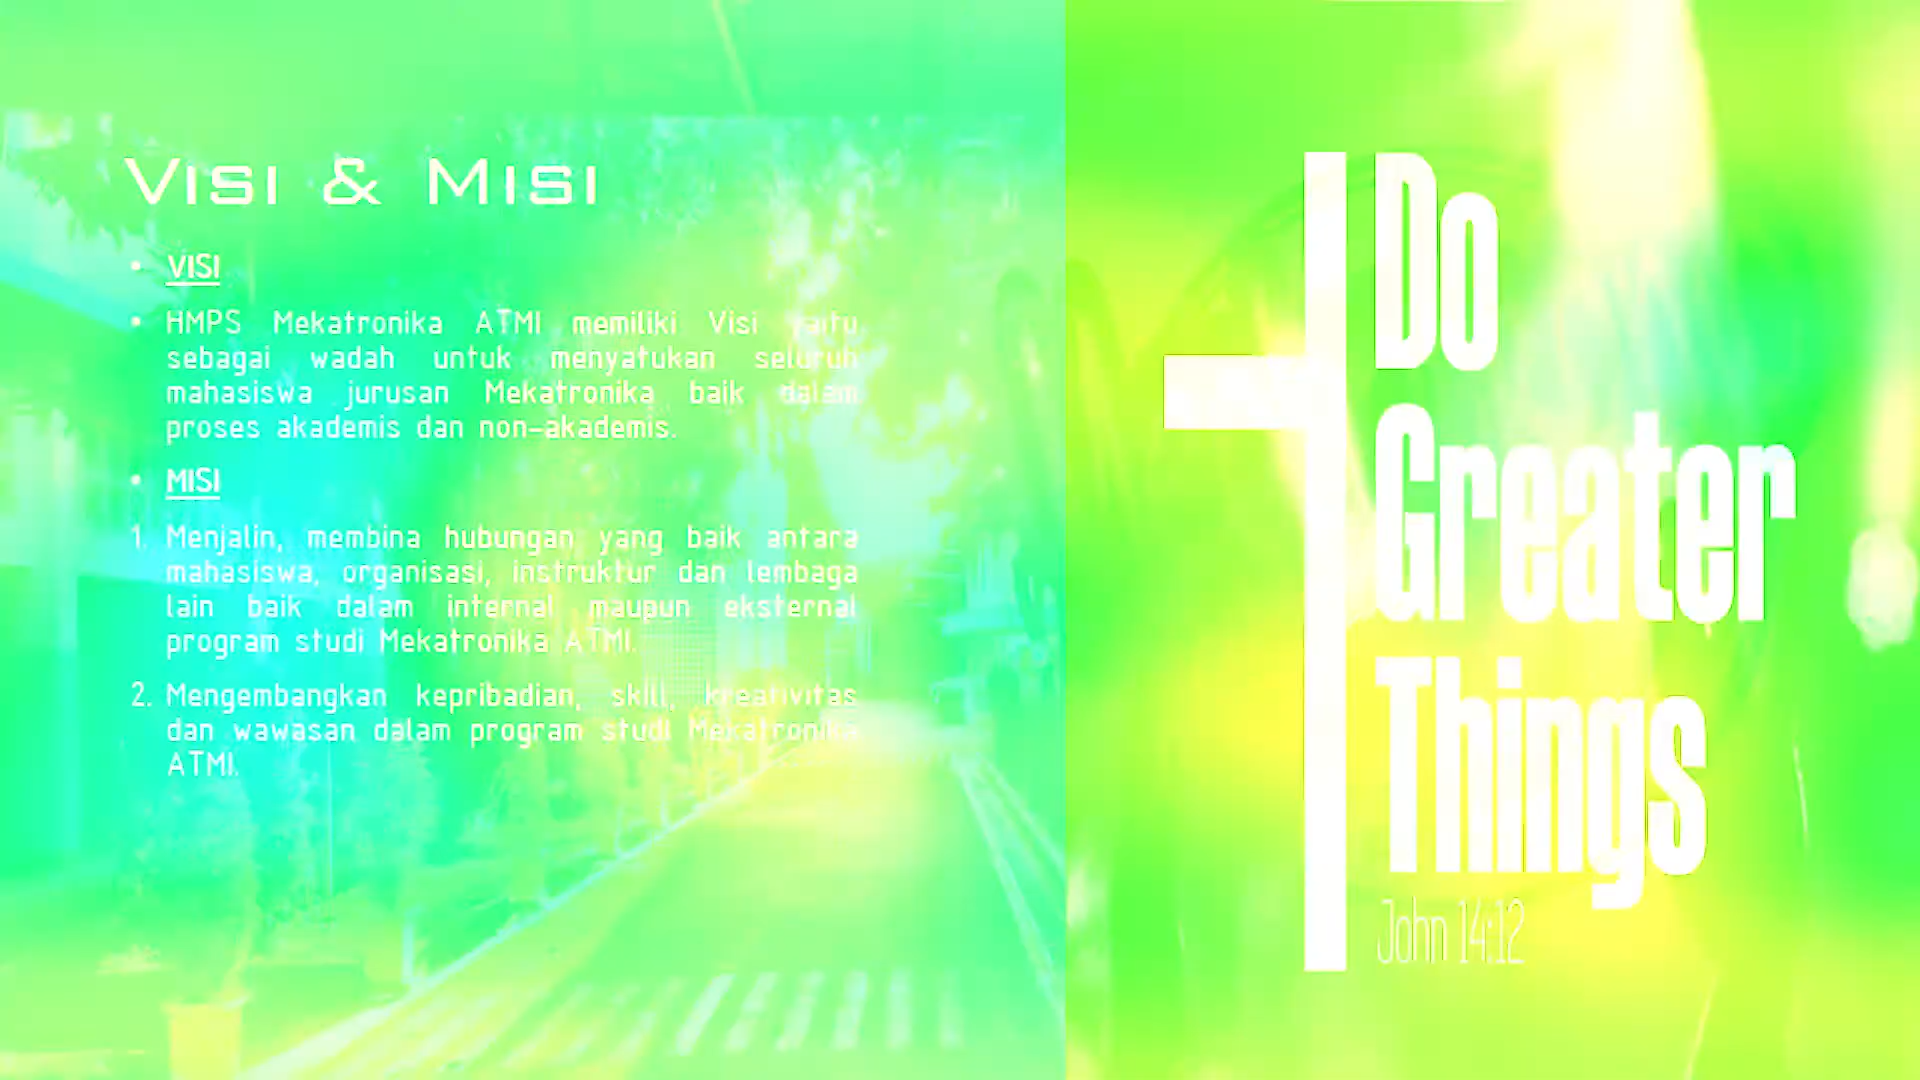 VISI & MISI
• VISI
• HMPS Mekatronika ATMI memiliki Visi yaitu
sebagai wadah untuk menyatukan seluruh
mahasiswa jurusan Mekatronika baik dalam
proses akademis dan non-akademis.
• MISI
1. Menjalin, membina hubungan yang baik antara
mahasiswa, organisasi, instruktur dan lembaga
lain baik dalam internal maupun eksternal
program studi Mekatronika ATMI.
2. Mengembangkan kepribadian, skill, kreativitas
dan wawasan dalam program studi Mekatronika
ATMI.
Do
Greater
Things
John 14:12